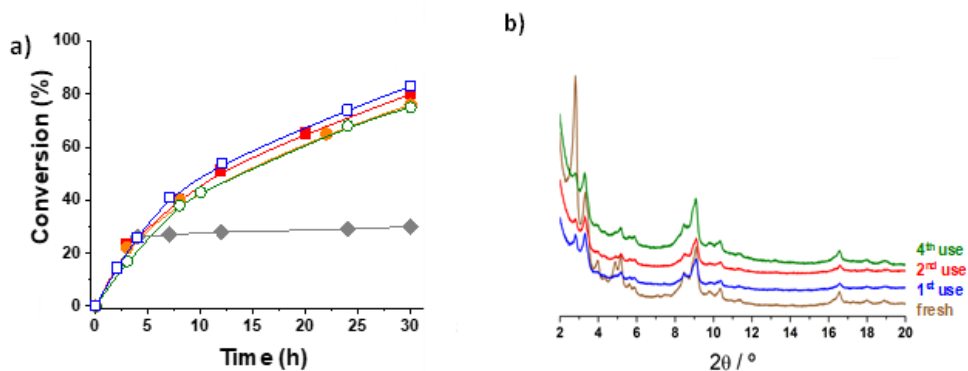 a)
100
80
60
40
20
0
Conversion (%)
0 5 10 15 20 25 30
Time (h)
b)
4th use
2nd use
1st use
fresh
2 4 6 8 10 12 14 16 18 20
2θ / º